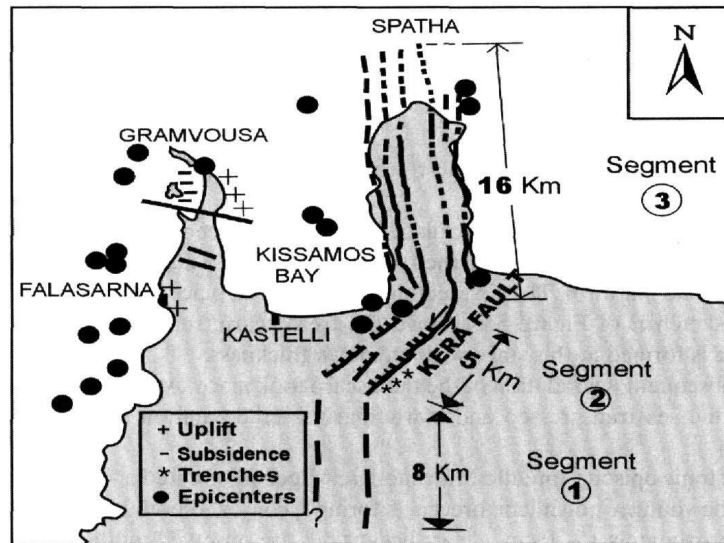 SPATHA
N
GRAMVOUSA
Segment
3
16 Km
KISSAMOS
BAY
FALASARNA
KASTELLI
KERA FAULT
5 Km
Segment
2
+ Uplift
- Subsidence
* Trenches
Epicenters
8 Km
Segment
1
?